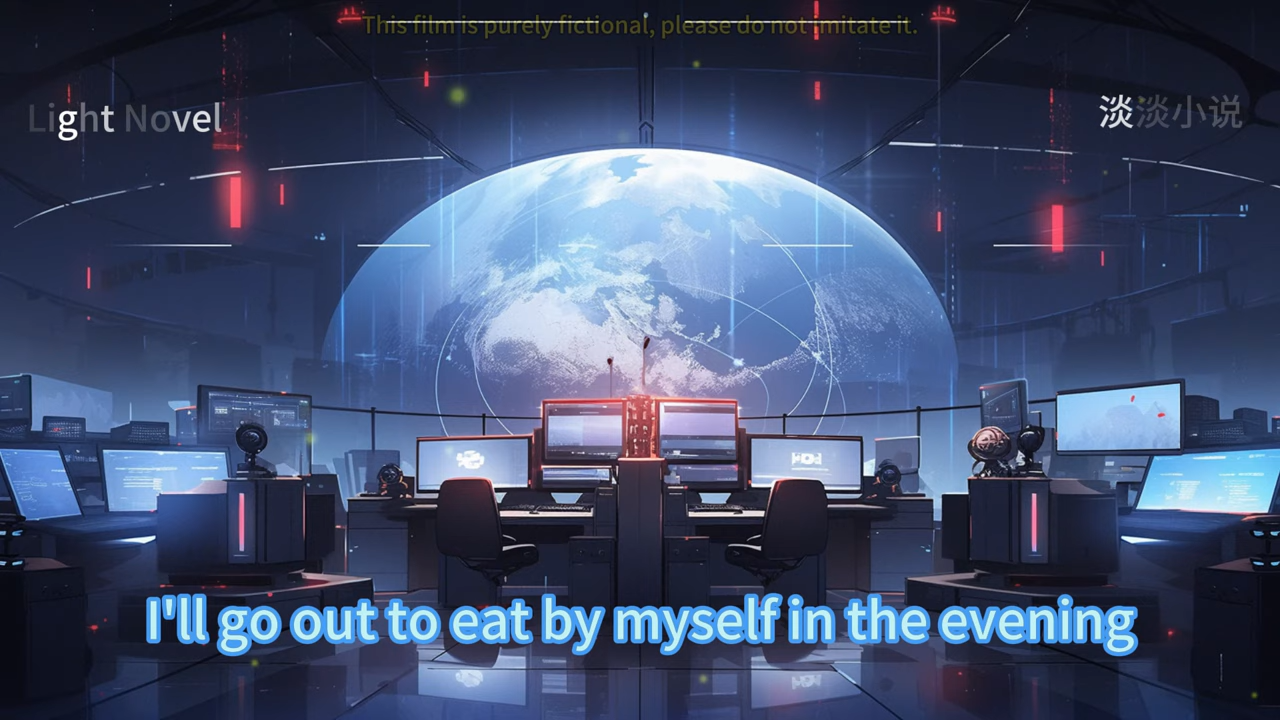 This film is purely fictional, please do not imitate it.
Light Novel
淡淡小说
I'll go out to eat by myself in the evening